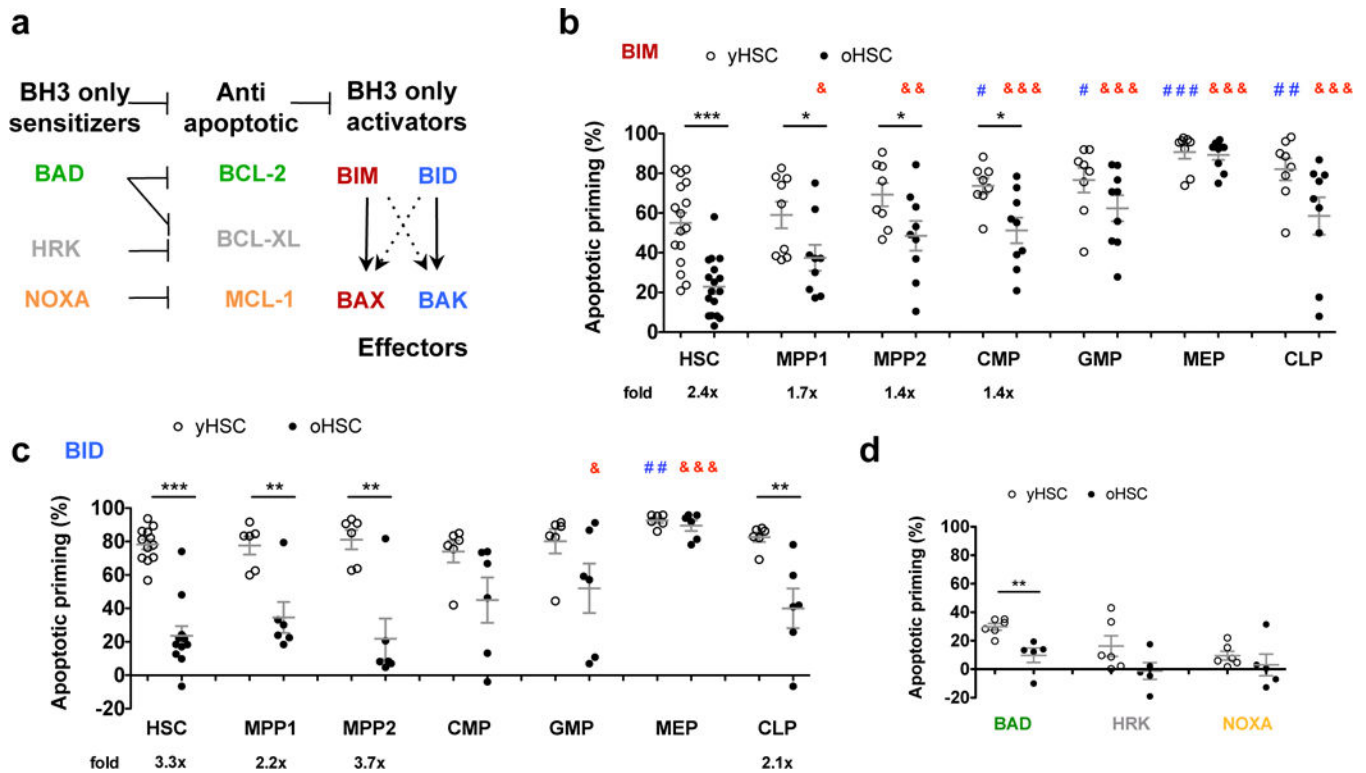 a
BH3 only sensitizers
Anti apoptotic
BH3 only activators
BAD
BCL-2
BIM
BID
HRK
BCL-XL
NOXA
MCL-1
BAX
BAK
Effectors
b
BIM
○ yHSC
● oHSC
& && # &&& # &&& ### &&& ## &&&
*** * * *
Apoptotic priming (%)
100
80
60
40
20
0
HSC MPP1 MPP2 CMP GMP MEP CLP
fold 2.4x 1.7x 1.4x 1.4x
c
BID
○ yHSC
● oHSC
& ## &&&
*** ** ** **
Apoptotic priming (%)
100
80
60
40
20
0
-20
HSC MPP1 MPP2 CMP GMP MEP CLP
fold 3.3x 2.2x 3.7x 2.1x
d
○ yHSC
● oHSC
**
Apoptotic priming (%)
100
80
60
40
20
0
-20
BAD HRK NOXA